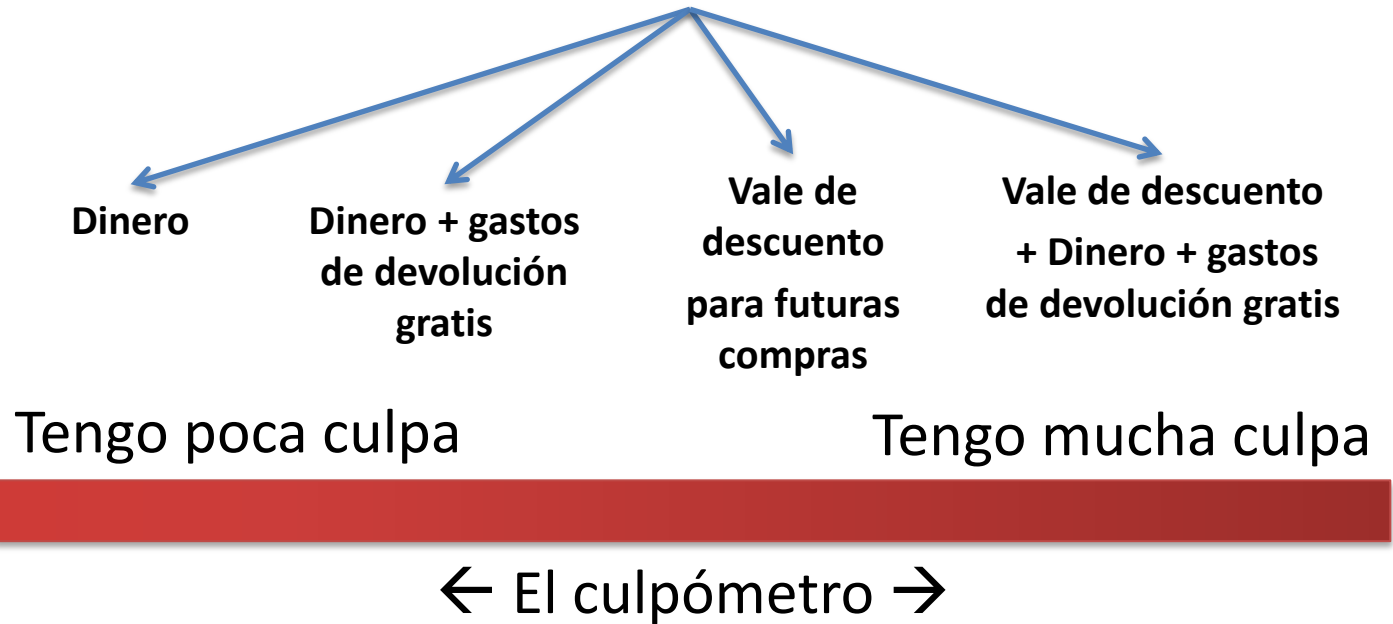 Dinero
Dinero + gastos
de devolución
gratis
Vale de
descuento
para futuras
compras
Vale de descuento
+ Dinero + gastos
de devolución gratis
Tengo poca culpa
Tengo mucha culpa
← El culpómetro →